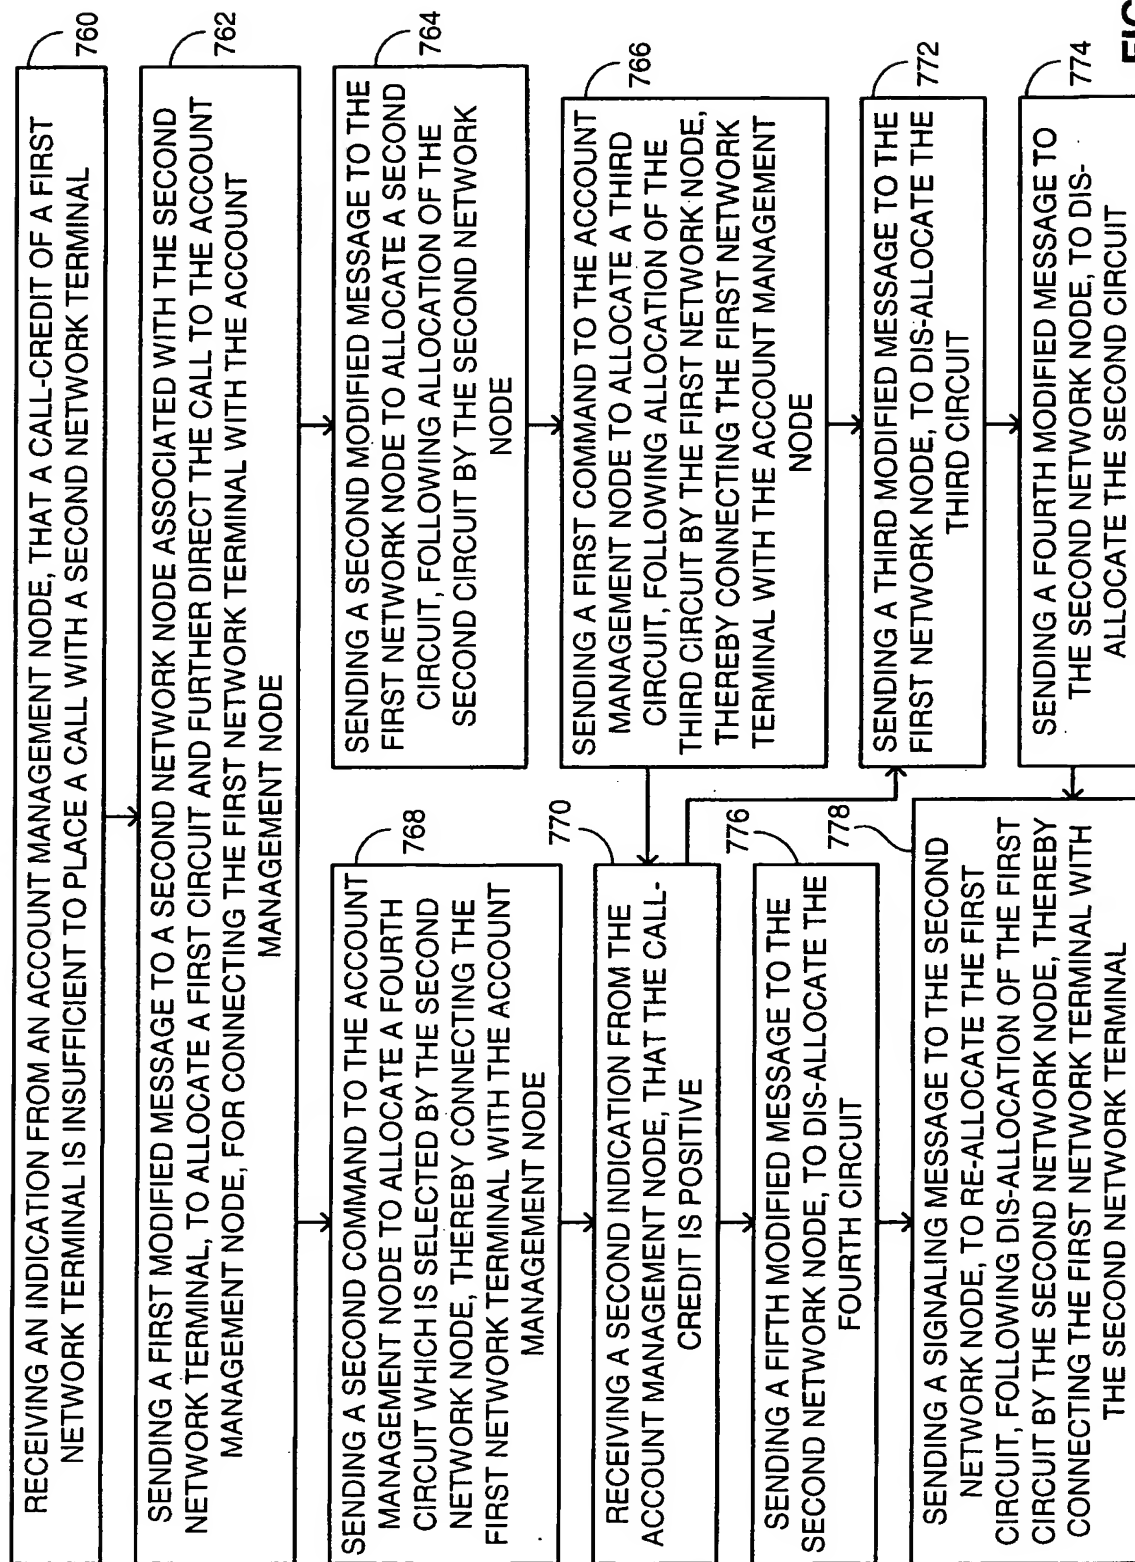 760
RECEIVING AN INDICATION FROM AN ACCOUNT MANAGEMENT NODE, THAT A CALL-CREDIT OF A FIRST
NETWORK TERMINAL IS INSUFFICIENT TO PLACE A CALL WITH A SECOND NETWORK TERMINAL
762
SENDING A FIRST MODIFIED MESSAGE TO A SECOND NETWORK NODE ASSOCIATED WITH THE SECOND
NETWORK TERMINAL, TO ALLOCATE A FIRST CIRCUIT AND FURTHER DIRECT THE CALL TO THE ACCOUNT
MANAGEMENT NODE, FOR CONNECTING THE FIRST NETWORK TERMINAL WITH THE ACCOUNT
MANAGEMENT NODE
764
SENDING A SECOND MODIFIED MESSAGE TO THE
FIRST NETWORK NODE TO ALLOCATE A SECOND
CIRCUIT, FOLLOWING ALLOCATION OF THE
SECOND CIRCUIT BY THE SECOND NETWORK
NODE
766
SENDING A FIRST COMMAND TO THE ACCOUNT
MANAGEMENT NODE TO ALLOCATE A THIRD
CIRCUIT, FOLLOWING ALLOCATION OF THE
THIRD CIRCUIT BY THE FIRST NETWORK NODE,
THEREBY CONNECTING THE FIRST NETWORK
TERMINAL WITH THE ACCOUNT MANAGEMENT
NODE
768
SENDING A SECOND COMMAND TO THE ACCOUNT
MANAGEMENT NODE TO ALLOCATE A FOURTH
CIRCUIT WHICH IS SELECTED BY THE SECOND
NETWORK NODE, THEREBY CONNECTING THE
FIRST NETWORK TERMINAL WITH THE ACCOUNT
MANAGEMENT NODE
770
RECEIVING A SECOND INDICATION FROM THE
ACCOUNT MANAGEMENT NODE, THAT THE CALL-
CREDIT IS POSITIVE
772
SENDING A THIRD MODIFIED MESSAGE TO THE
FIRST NETWORK NODE, TO DIS-ALLOCATE THE
THIRD CIRCUIT
774
SENDING A FOURTH MODIFIED MESSAGE TO
THE SECOND NETWORK NODE, TO DIS-
ALLOCATE THE SECOND CIRCUIT
776
SENDING A FIFTH MODIFIED MESSAGE TO THE
SECOND NETWORK NODE, TO DIS-ALLOCATE THE
FOURTH CIRCUIT
778
SENDING A SIGNALING MESSAGE TO THE SECOND
NETWORK NODE, TO RE-ALLOCATE THE FIRST
CIRCUIT, FOLLOWING DIS-ALLOCATION OF THE FIRST
CIRCUIT BY THE SECOND NETWORK NODE, THEREBY
CONNECTING THE FIRST NETWORK TERMINAL WITH
THE SECOND NETWORK TERMINAL